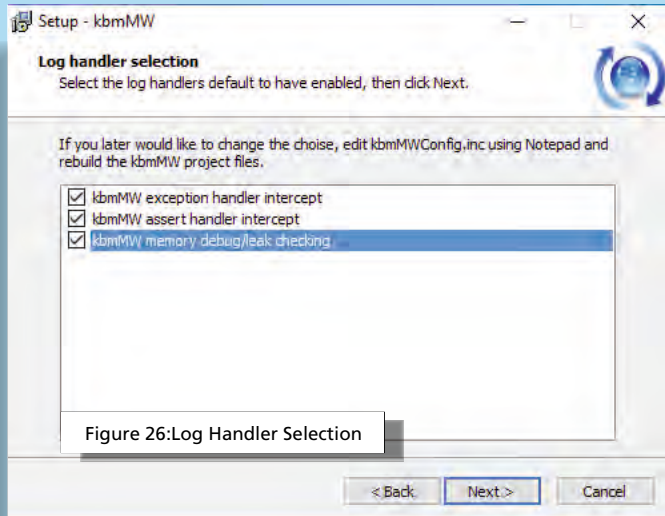 Setup - kbmMW
Log handler selection
Select the log handlers default to have enabled, then click Next.
If you later would like to change the choise, edit kbmMWConfig.inc using Notepad and
rebuild the kbmMW project files.
kbmMW exception handler intercept
kbmMW assert handler intercept
kbmMW memory debug/leak checking
Figure 26:Log Handler Selection
< Back
Next >
Cancel